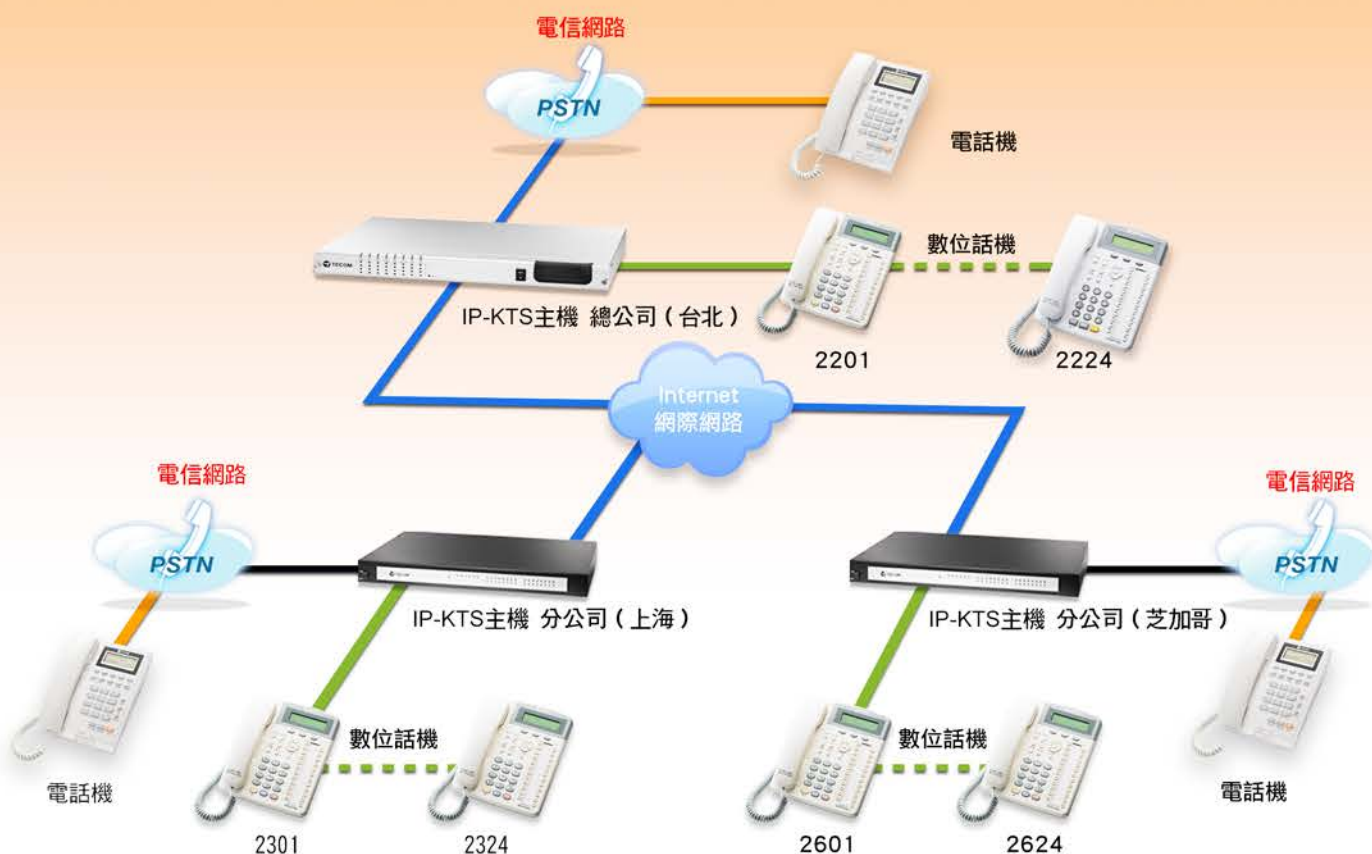 電信網路
PSTN
電話機
數位話機
TECOM
IP-KTS主機 總公司（台北）
2201
2224
Internet
網際網路
電信網路
電信網路
PSTN
TECOM
TECOM
PSTN
IP-KTS主機 分公司（上海）
IP-KTS主機 分公司（芝加哥）
數位話機
數位話機
電話機
電話機
2301
2324
2601
2624